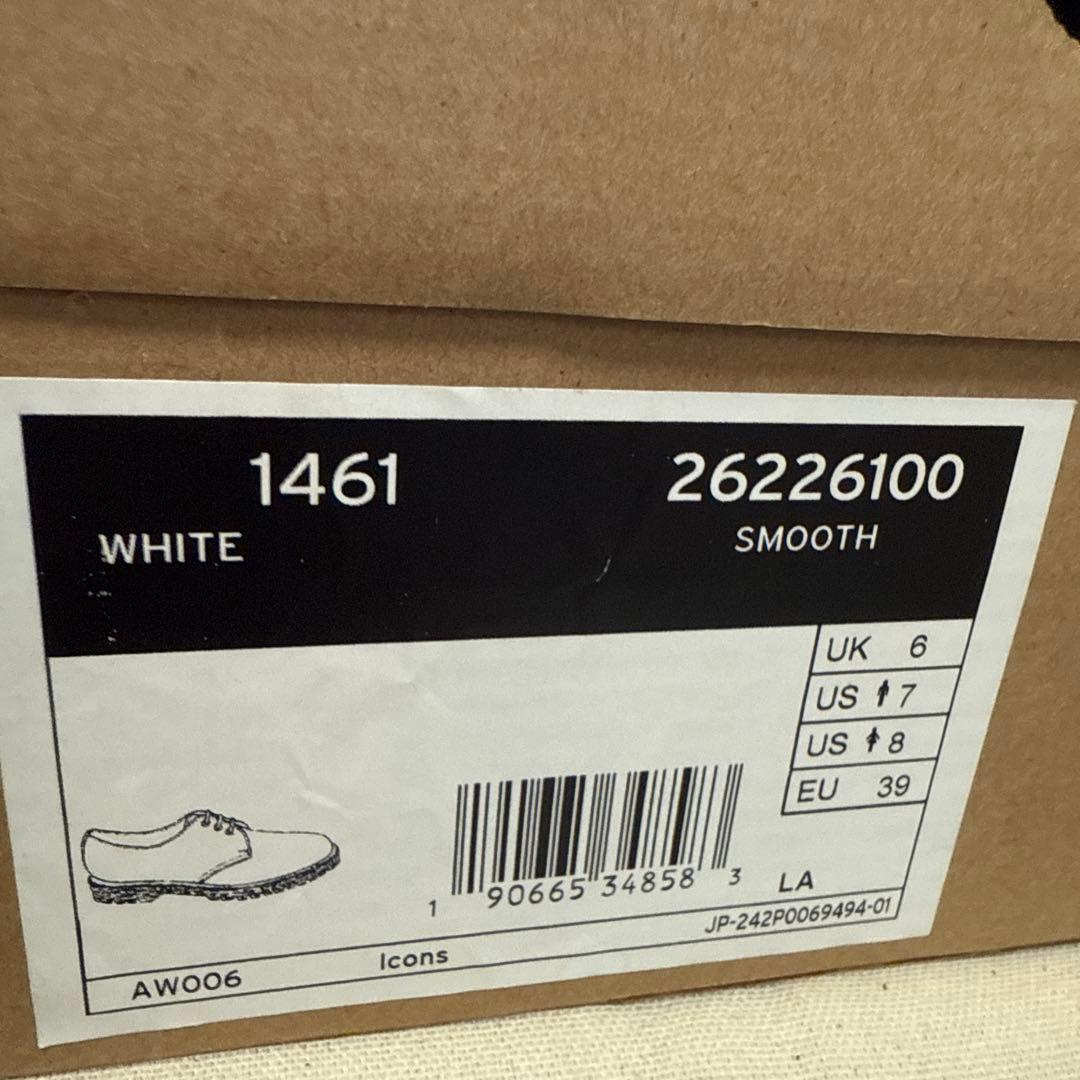 1461 26226100
WHITE SMOOTH
UK 6
US 7
US 8
EU 39
1 90665 34858 3
LA
JP-242P0069494-01
AW006 Icons